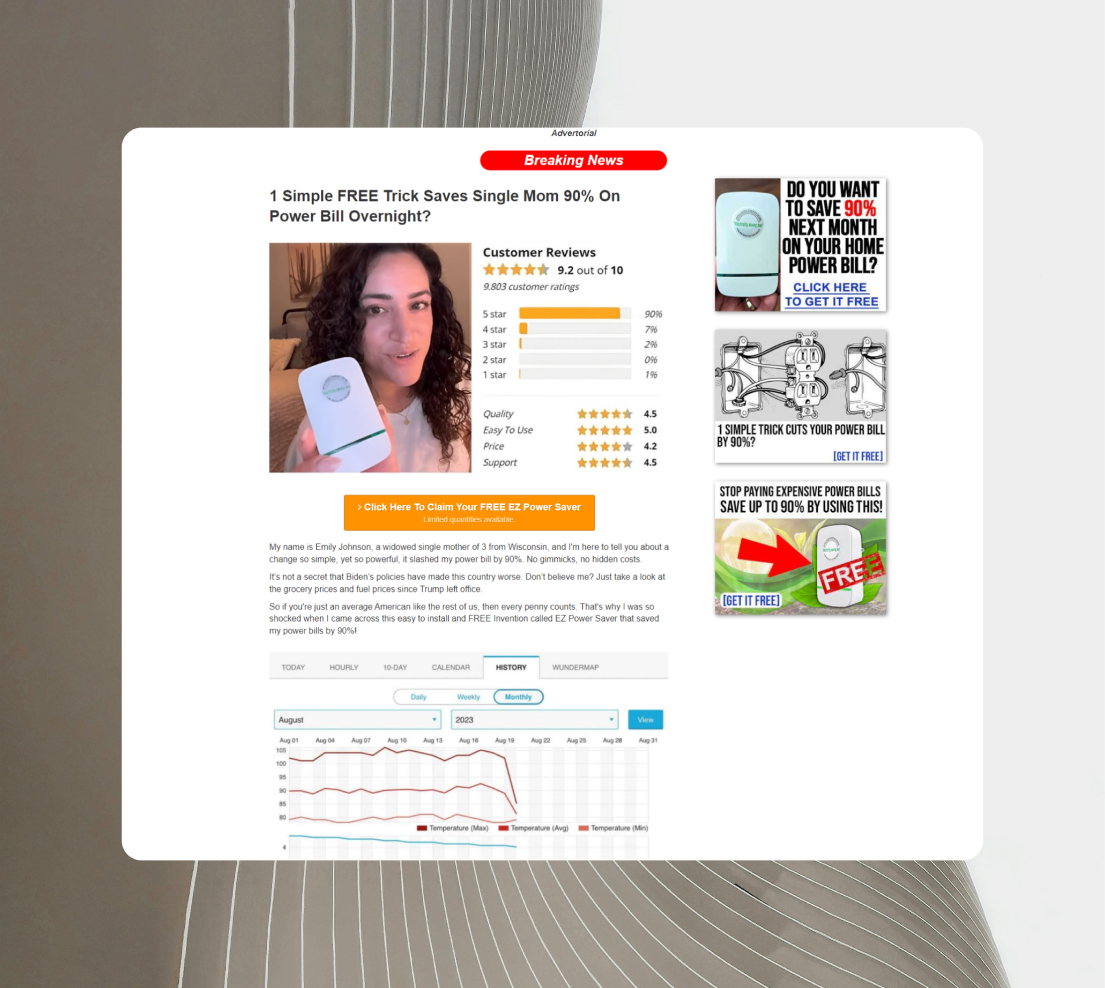 Advertorial
Breaking News
1 Simple FREE Trick Saves Single Mom 90% On
Power Bill Overnight?
Customer Reviews
9.2 out of 10
9.803 customer ratings
5 star 90%
4 star 7%
3 star 2%
2 star 0%
1 star 1%
Quality 4.5
Easy To Use 5.0
Price 4.2
Support 4.5
› Click Here To Claim Your FREE EZ Power Saver
Limited quantities available.
My name is Emily Johnson, a widowed single mother of 3 from Wisconsin, and I'm here to tell you about a
change so simple, yet so powerful, it slashed my power bill by 90%. No gimmicks, no hidden costs.
It's not a secret that Biden's policies have made this country worse. Don't believe me? Just take a look at
the grocery prices and fuel prices since Trump left office.
So if you're just an average American like the rest of us, then every penny counts. That's why I was so
shocked when I came across this easy to install and FREE Invention called EZ Power Saver that saved
my power bills by 90%!
TODAY HOURLY 10-DAY CALENDAR HISTORY WUNDERMAP
Daily Weekly Monthly
August 2023 View
Aug 01 Aug 04 Aug 07 Aug 10 Aug 13 Aug 16 Aug 19 Aug 22 Aug 25 Aug 28 Aug 31
105
100
95
90
85
80
Temperature (Max) Temperature (Avg) Temperature (Min)
4
DO YOU WANT
TO SAVE 90%
NEXT MONTH
ON YOUR HOME
POWER BILL?
CLICK HERE
TO GET IT FREE
1 SIMPLE TRICK CUTS YOUR POWER BILL
BY 90%?
[GET IT FREE]
STOP PAYING EXPENSIVE POWER BILLS
SAVE UP TO 90% BY USING THIS!
FREE
[GET IT FREE]